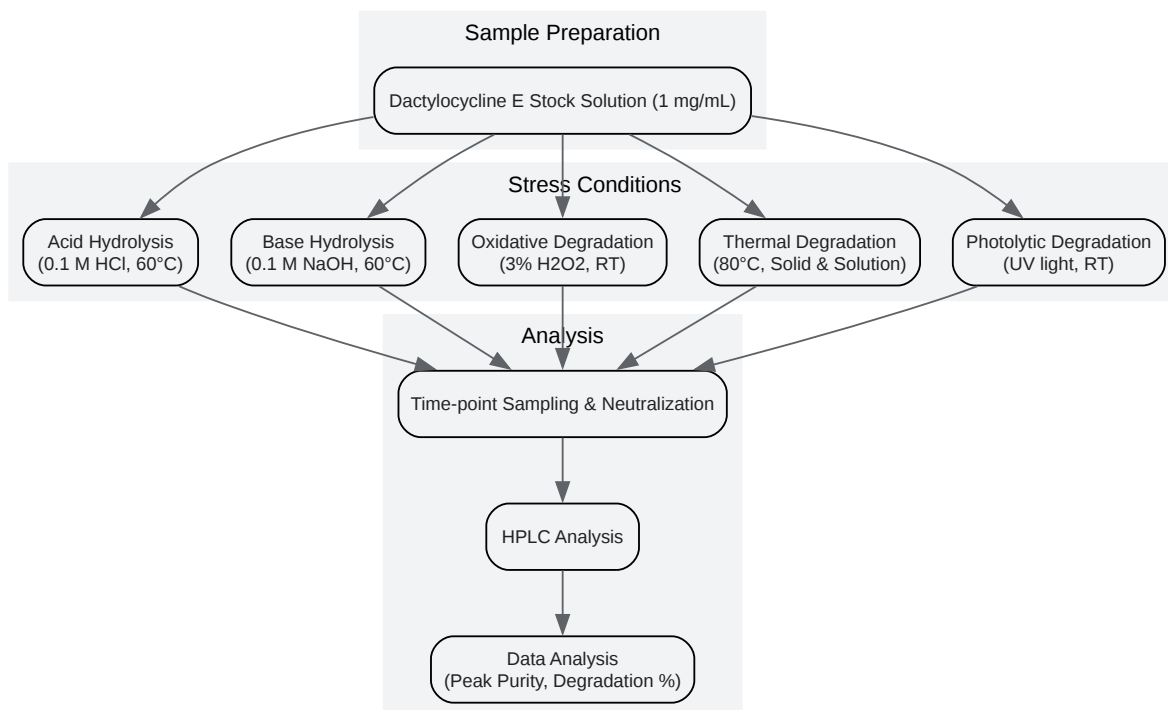 Sample Preparation
Dactylocycline E Stock Solution (1 mg/mL)
Stress Conditions
Acid Hydrolysis
(0.1 M HCl, 60°C)
Base Hydrolysis
(0.1 M NaOH, 60°C)
Oxidative Degradation
(3% H2O2, RT)
Thermal Degradation
(80°C, Solid & Solution)
Photolytic Degradation
(UV light, RT)
Analysis
Time-point Sampling & Neutralization
HPLC Analysis
Data Analysis
(Peak Purity, Degradation %)